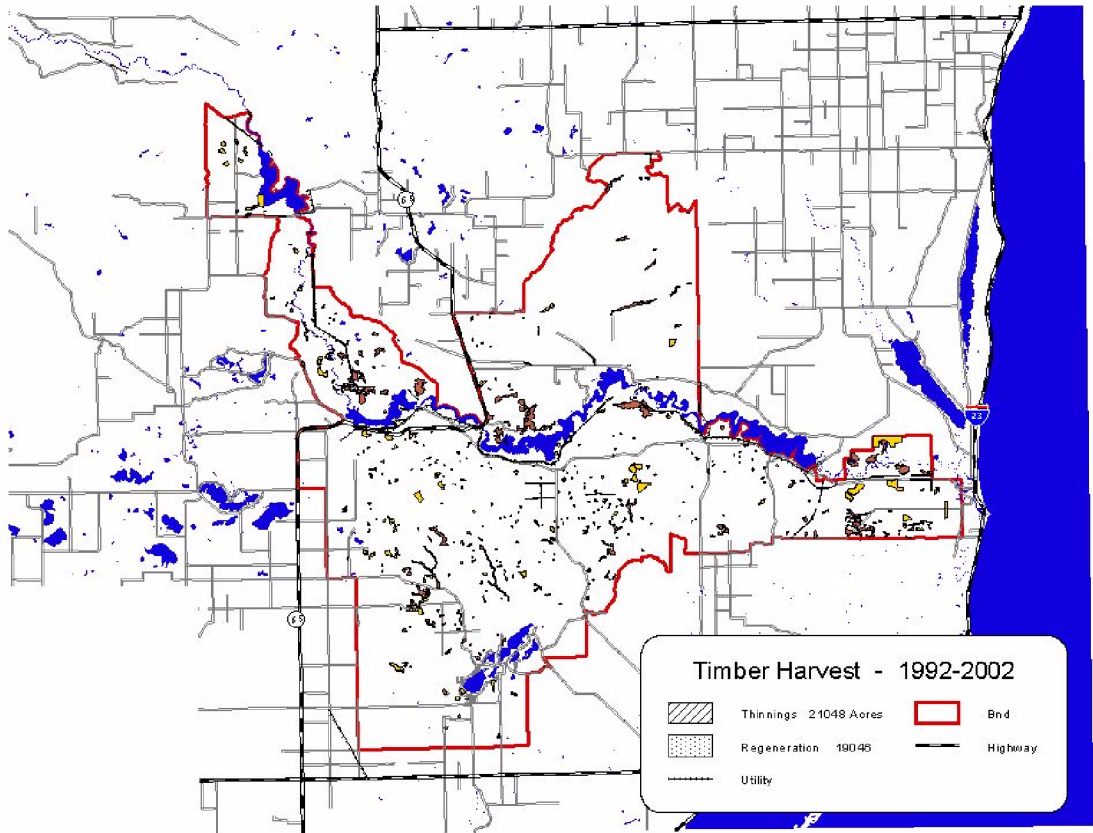 65
23
65
Timber Harvest - 1992-2002
Thinnings 21048 Acres
Bnd
Regeneration 19046
Highway
Utility